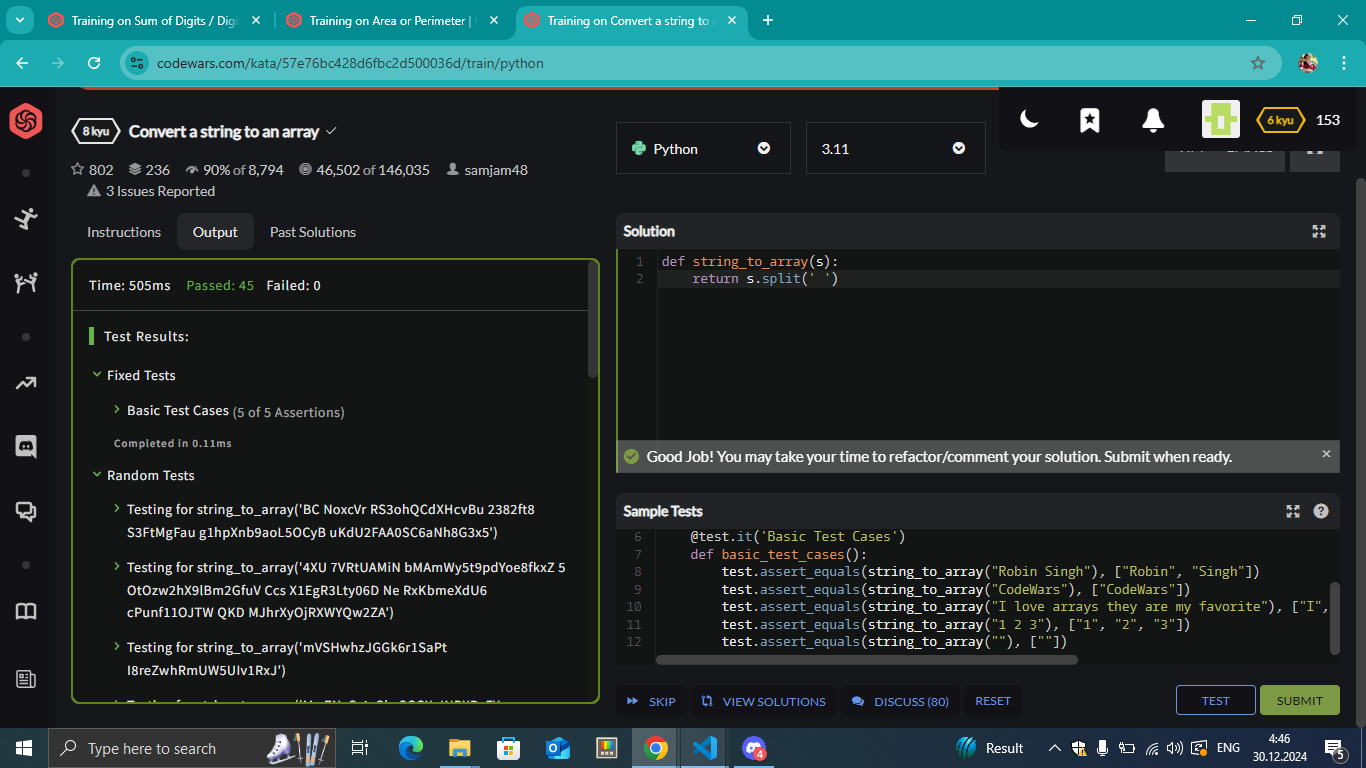 Training on Sum of Digits / Digi
Training on Area or Perimeter |
Training on Convert a string to
codewars.com/kata/57e76bc428d6fbc2d500036d/train/python
8 kyu Convert a string to an array
802 236 90% of 8,794 46,502 of 146,035 samjam48
3 Issues Reported
Python
3.11
6 kyu 153
Instructions Output Past Solutions
Time: 505ms Passed: 45 Failed: 0
Test Results:
Fixed Tests
Basic Test Cases (5 of 5 Assertions)
Completed in 0.11ms
Random Tests
Testing for string_to_array('BC NoxcVr RS3ohQCdXHcvBu 2382ft8
S3FtMgFau g1hpXnb9aoL5OCyB uKdU2FAA0SC6aNh8G3x5')
Testing for string_to_array('4XU 7VRtUAMiN bMAmWy5t9pdYoe8fkxZ 5
OtOzw2hX9lBm2GfuV Ccs X1EgR3Lty06D Ne RxKbmeXdU6
cPunf11OJTW QKD MJhrXyOjRXWYQw2ZA')
Testing for string_to_array('mVSHwhzJGGk6r1SaPt
I8reZwhRmUW5UIv1RxJ')
Solution
1 def string_to_array(s):
2 return s.split(' ')
Good Job! You may take your time to refactor/comment your solution. Submit when ready.
Sample Tests
6 @test.it('Basic Test Cases')
7 def basic_test_cases():
8 test.assert_equals(string_to_array("Robin Singh"), ["Robin", "Singh"])
9 test.assert_equals(string_to_array("CodeWars"), ["CodeWars"])
10 test.assert_equals(string_to_array("I love arrays they are my favorite"), ["I",
11 test.assert_equals(string_to_array("1 2 3"), ["1", "2", "3"])
12 test.assert_equals(string_to_array(""), [""])
SKIP VIEW SOLUTIONS DISCUSS (80) RESET TEST SUBMIT
Type here to search
4
Result
ENG
4:46
30.12.2024
5